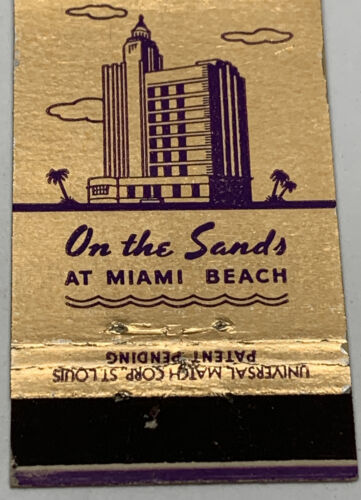 On the Sands
AT MIAMI BEACH
UNIVERSAL MATCH CORP., ST. LOUIS
PATENT PENDING